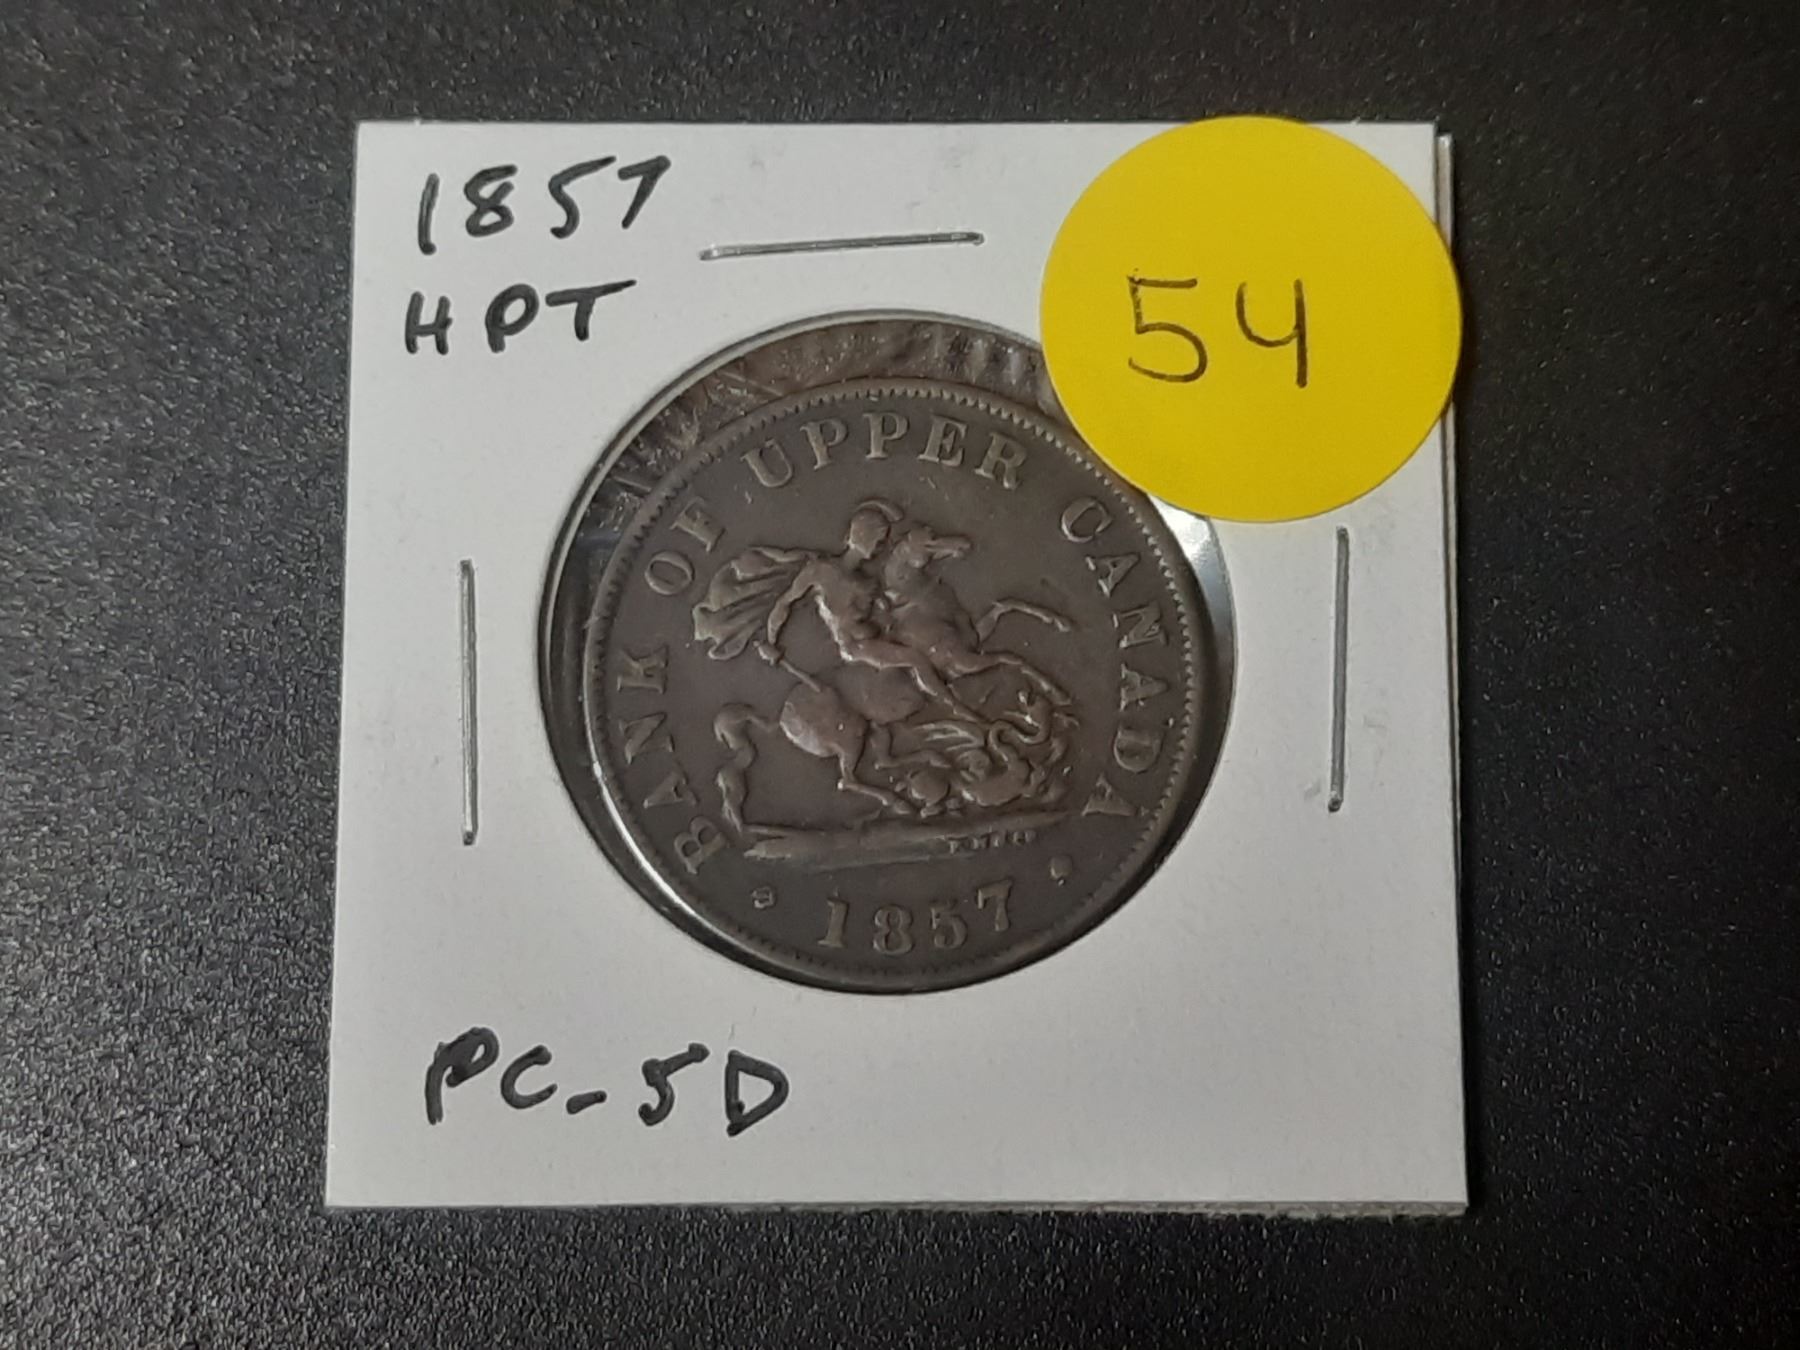 1857
HPT
54
BANK OF UPPER CANADA
1857
PC-5D